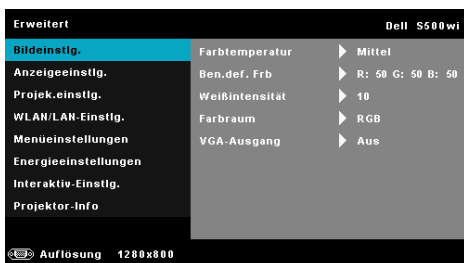 Erweitert Dell S500wi
Bildeinstlg. Farbtemperatur Mittel
Anzeigeeinstlg. Ben.def. Frb R: 50 G: 50 B: 50
Projek.einstlg. Weißintensität 10
WLAN/LAN-Einstlg. Farbraum RGB
Menüeinstellungen VGA-Ausgang Aus
Energieeinstellungen
Interaktiv-Einstlg.
Projektor-Info
Auflösung 1280x800